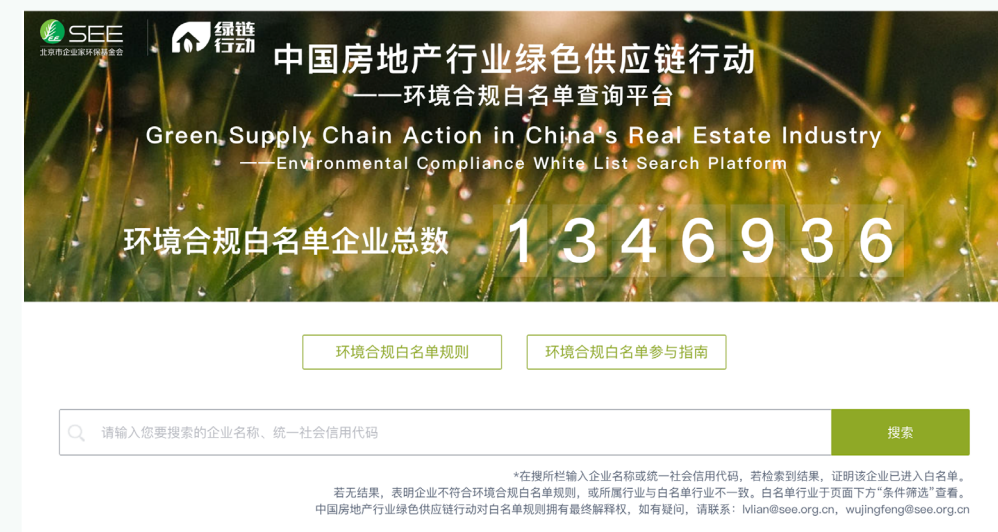 SEE
北京市企业家环保基金会
绿链
行动
中国房地产行业绿色供应链行动
——环境合规白名单查询平台
Green Supply Chain Action in China's Real Estate Industry
——Environmental Compliance White List Search Platform
环境合规白名单企业总数 1346936
环境合规白名单规则 环境合规白名单参与指南
请输入您要搜索的企业名称、统一社会信用代码 搜索
*在搜所栏输入企业名称或统一社会信用代码，若检索到结果，证明该企业已进入白名单。
若无结果，表明企业不符合环境合规白名单规则，或所属行业与白名单行业不一致。白名单行业于页面下方“条件筛选”查看。
中国房地产行业绿色供应链行动对白名单规则拥有最终解释权，如有疑问，请联系：lvlian@see.org.cn，wujingfeng@see.org.cn